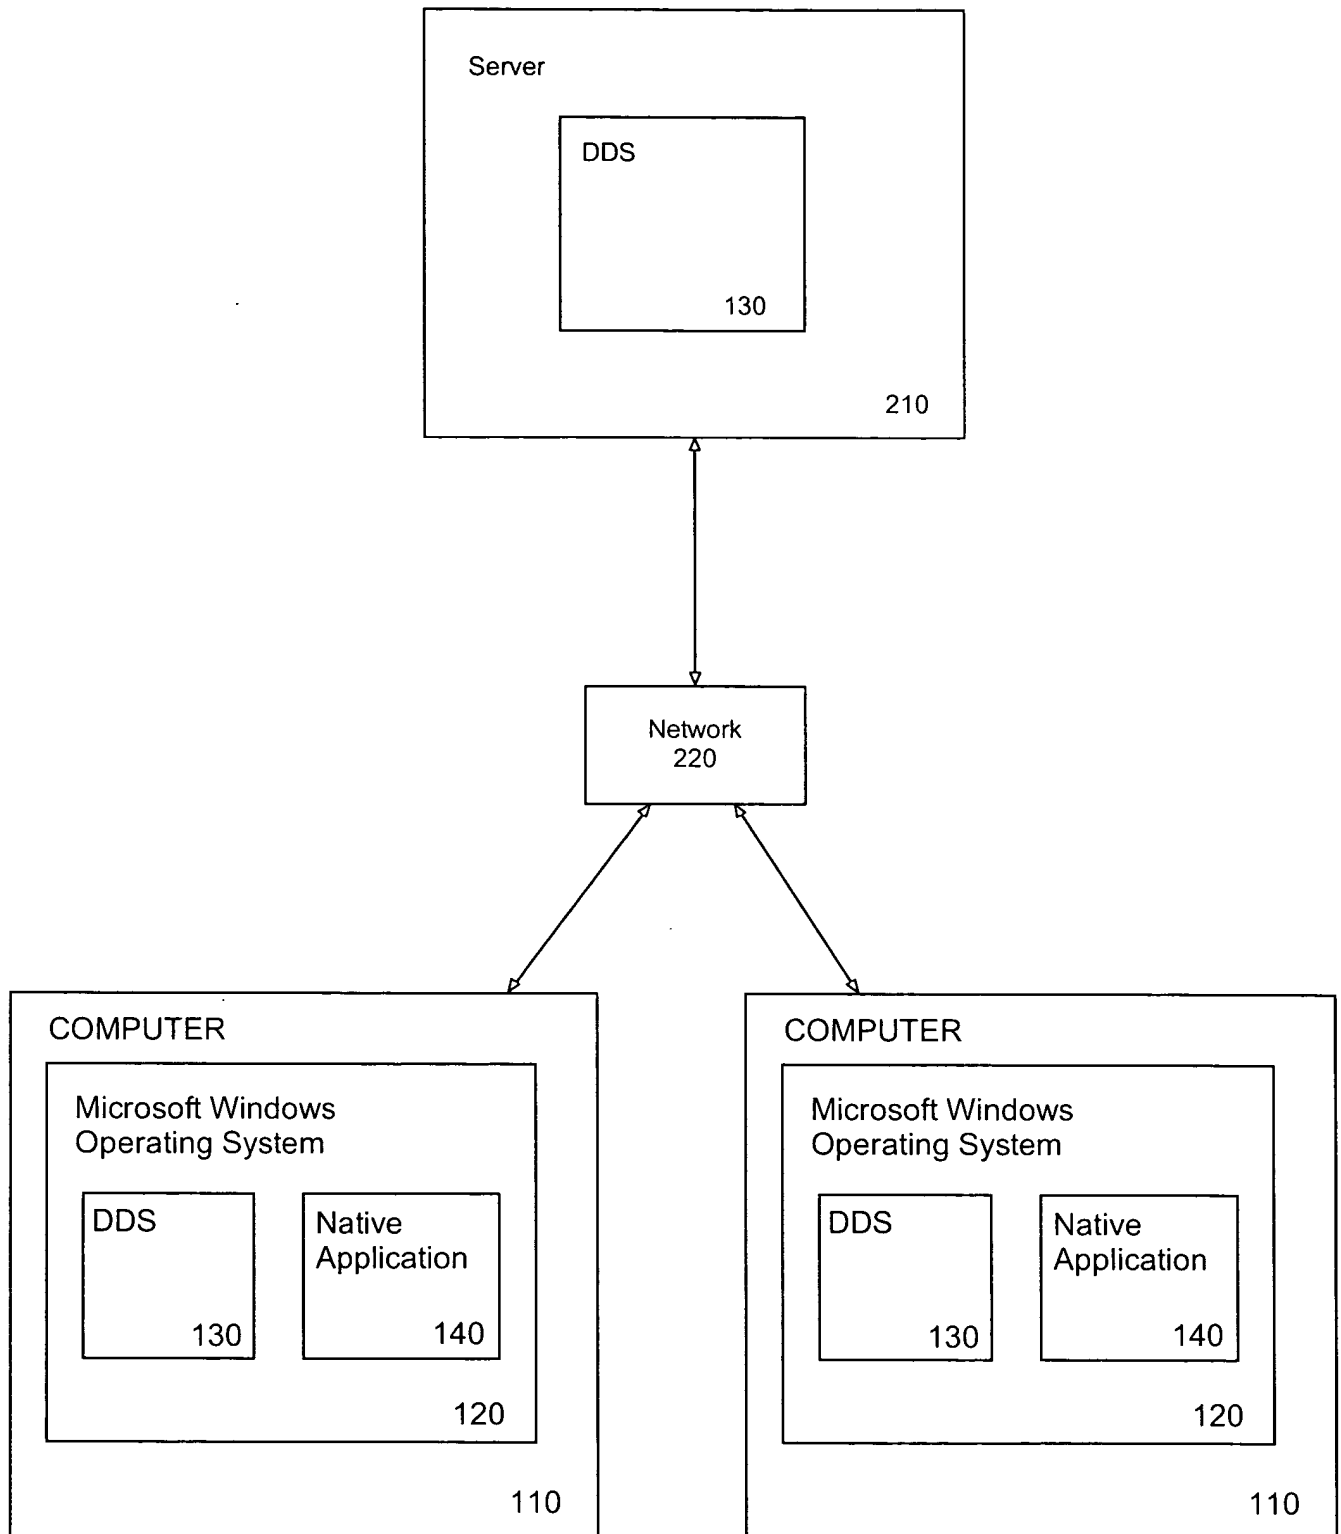 Server
DDS
130
210
Network
220
COMPUTER
Microsoft Windows
Operating System
DDS
130
Native
Application
140
120
110
COMPUTER
Microsoft Windows
Operating System
DDS
130
Native
Application
140
120
110